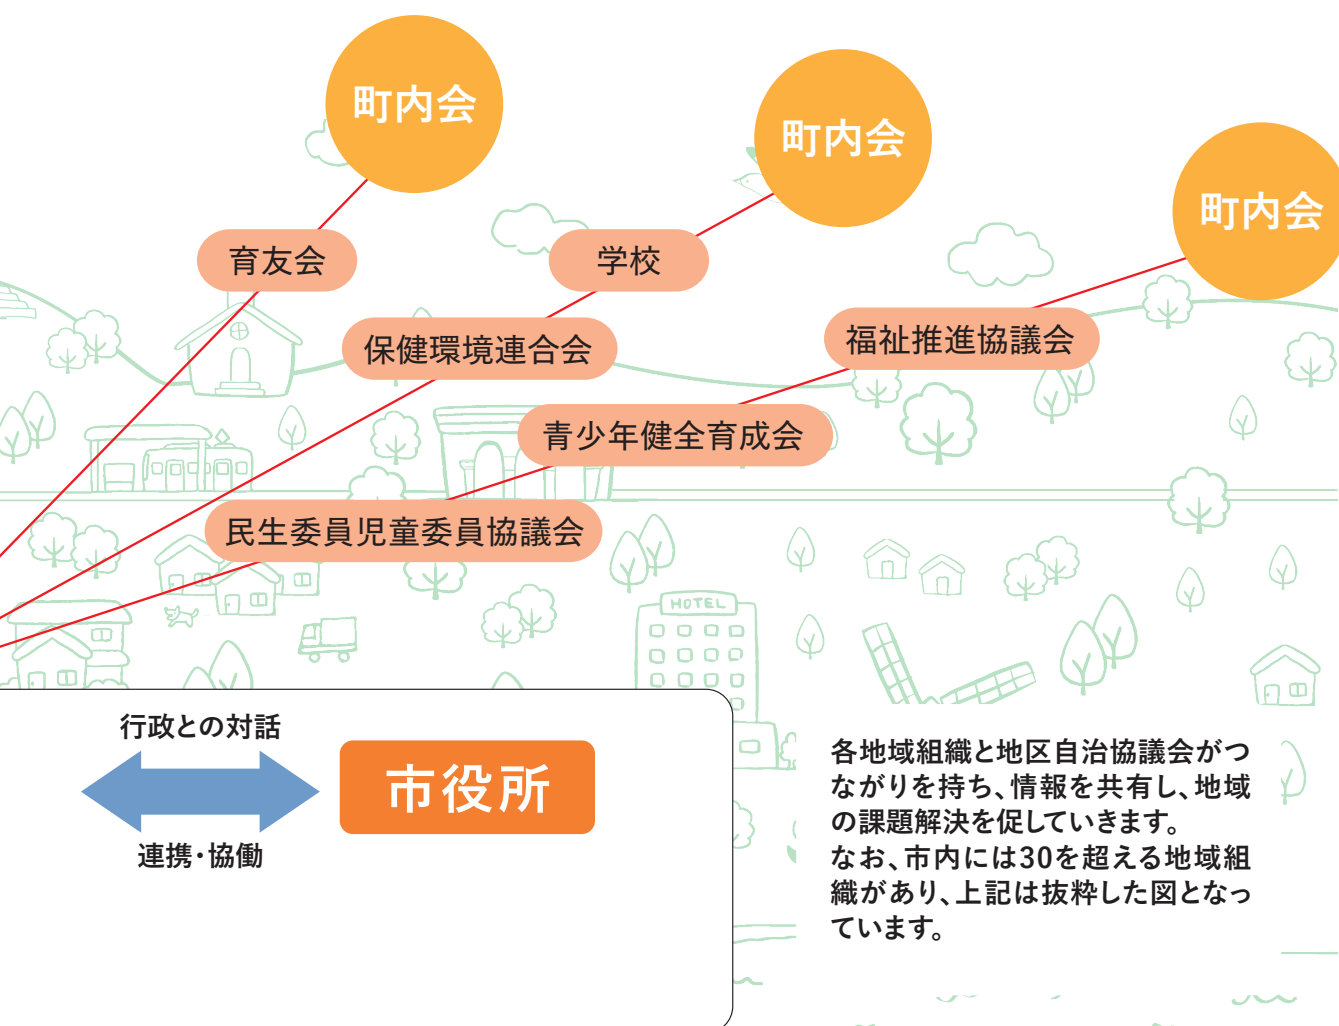 町内会
町内会
町内会
育友会
学校
保健環境連合会
福祉推進協議会
青少年健全育成会
民生委員児童委員協議会
HOTEL
行政との対話
市役所
連携・協働
各地域組織と地区自治協議会がつ
ながりを持ち、情報を共有し、地域
の課題解決を促していきます。
なお、市内には30を超える地域組
織があり、上記は抜粋した図となっ
ています。